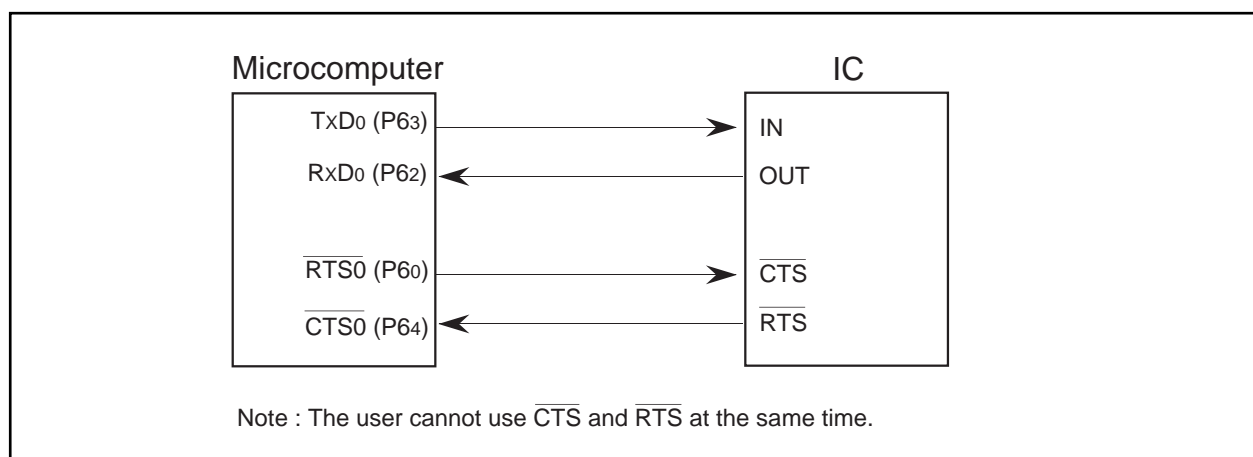 Microcomputer IC
TxD0 (P63) IN
RxD0 (P62) OUT
RTS0 (P60) CTS
CTS0 (P64) RTS
Note : The user cannot use CTS and RTS at the same time.